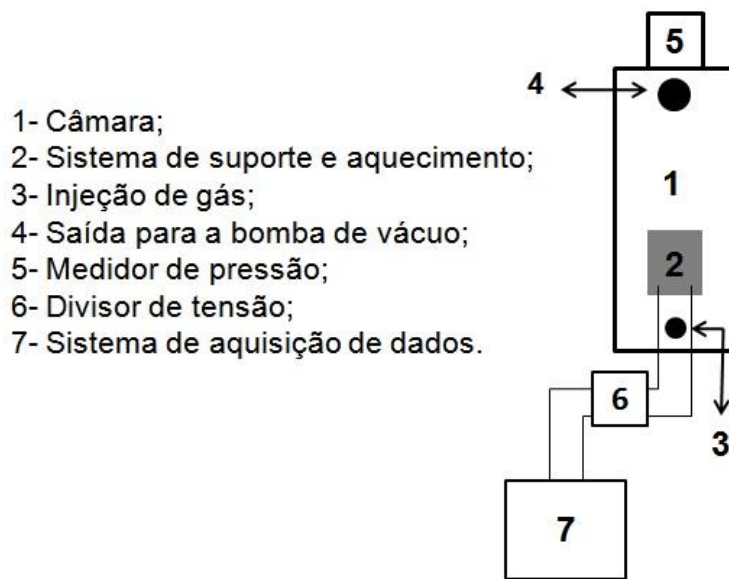 1- Câmara;
2- Sistema de suporte e aquecimento;
3- Injeção de gás;
4- Saída para a bomba de vácuo;
5- Medidor de pressão;
6- Divisor de tensão;
7- Sistema de aquisição de dados.
5
4
1
2
6
3
7